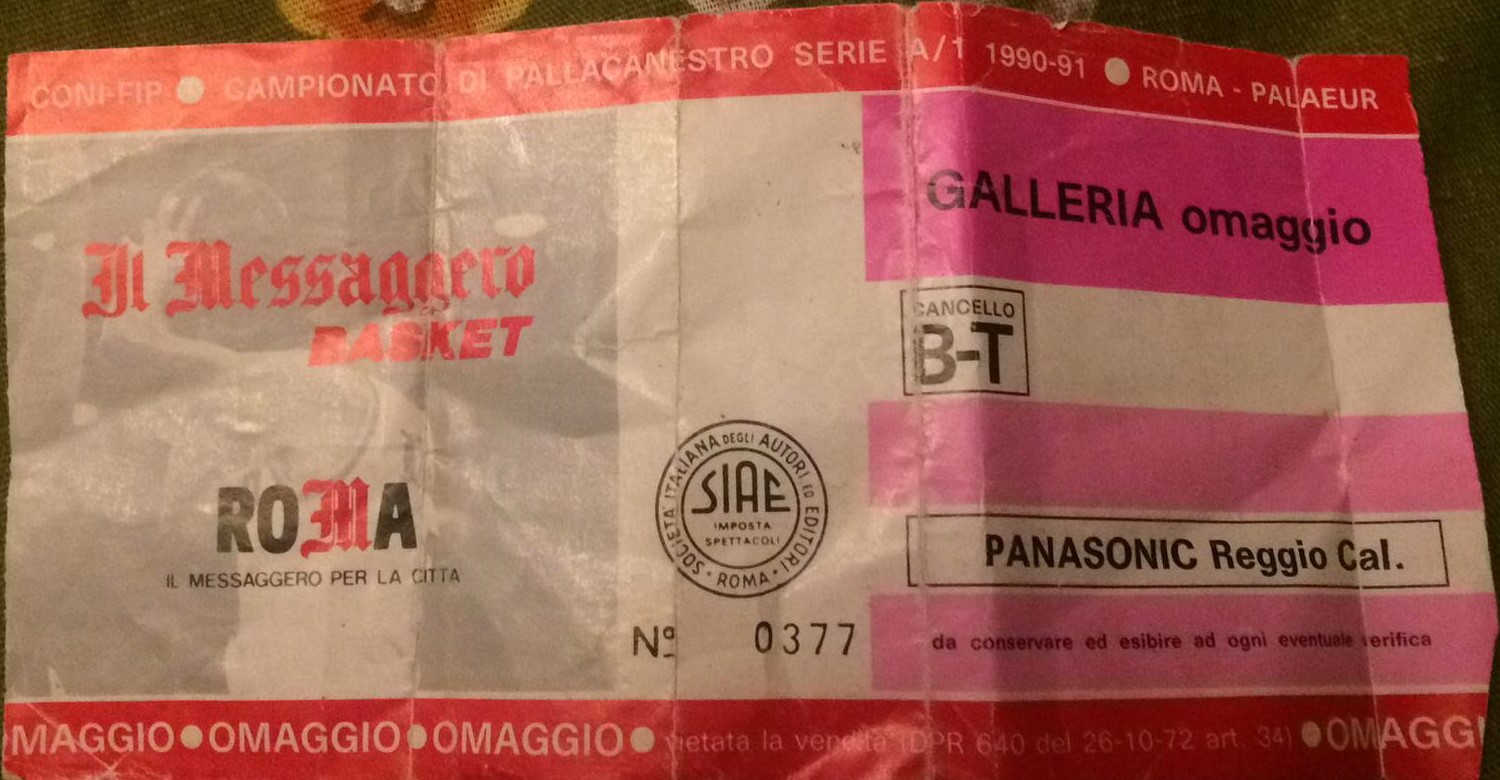 CONI-FIP ● CAMPIONATO DI PALLACANESTRO SERIE A/1 1990-91 ● ROMA - PALAEUR
Il Messaggero
BASKET
ROMA
IL MESSAGGERO PER LA CITTA
SOCIETA' ITALIANA DEGLI AUTORI ED EDITORI
SIAE
IMPOSTA
SPETTACOLI
• ROMA •
Nº 0377
GALLERIA omaggio
CANCELLO
B-T
PANASONIC Reggio Cal.
da conservare ed esibire ad ogni eventuale verifica
MAGGIO ● OMAGGIO ● OMAGGIO ● vietata la vendita (DPR 640 del 26-10-72 art. 34) ● OMAGGI